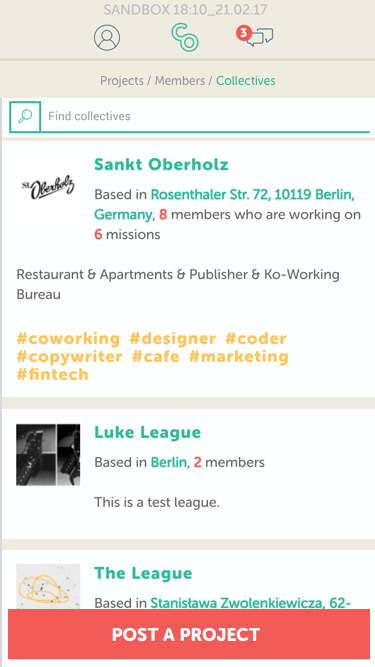 SANDBOX 18:10_21.02.17
3
Projects / Members / Collectives
Find collectives
St. Oberholz
Sankt Oberholz
Based in Rosenthaler Str. 72, 10119 Berlin,
Germany, 8 members who are working on
6 missions
Restaurant & Apartments & Publisher & Ko-Working
Bureau
#coworking #designer #coder
#copywriter #cafe #marketing
#fintech
Luke League
Based in Berlin, 2 members
This is a test league.
The League
Based in Stanisława Zwolenkiewicza, 62-
POST A PROJECT